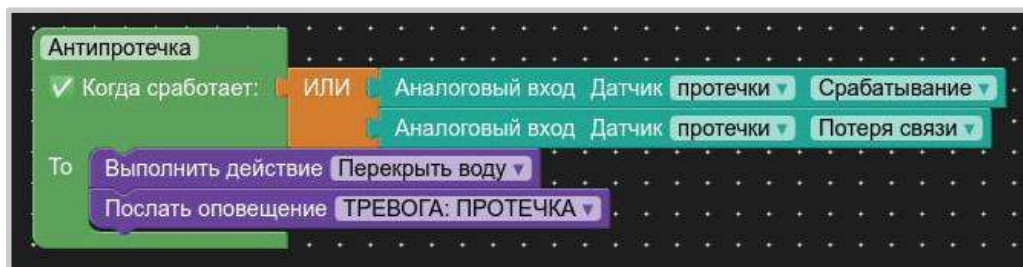 Антипротечка
Когда сработает: ИЛИ Аналоговый вход Датчик протечки Срабатывание
Аналоговый вход Датчик протечки Потеря связи
То Выполнить действие Перекрыть воду
Послать оповещение ТРЕВОГА: ПРОТЕЧКА